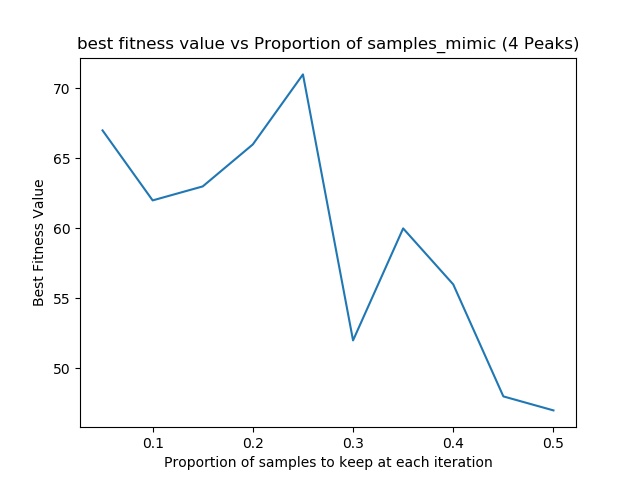 best fitness value vs Proportion of samples_mimic (4 Peaks)
70
65
60
55
50
Best Fitness Value
0.1 0.2 0.3 0.4 0.5
Proportion of samples to keep at each iteration